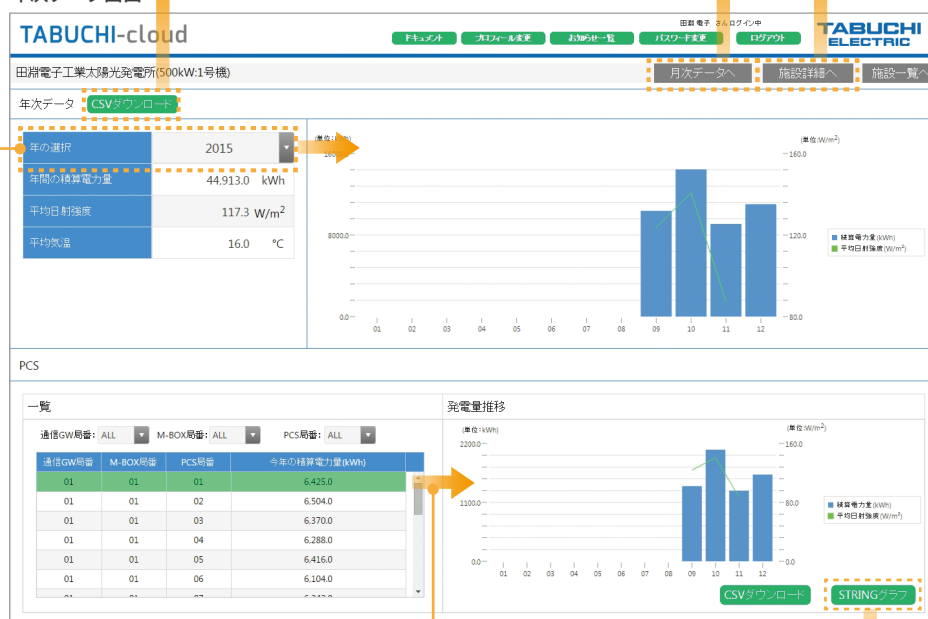 TABUCHI-cloud
田淵 電子 さんログイン中
ドキュメント プロフィール変更 お知らせ一覧 パスワード変更 ログアウト
TABUCHI
ELECTRIC
田淵電子工業太陽光発電所(500kW:1号機)
月次データへ 施設詳細へ 施設一覧へ
年次データ CSVダウンロード
年の選択 2015
年間の積算電力量 44,913.0 kWh
平均日射強度 117.3 W/m2
平均気温 16.0 °C
(単位:W/m2)
160.0
8000.0 120.0
積算電力量(kWh)
平均日射強度(W/m2)
0.0 80.0
01 02 03 04 05 06 07 08 09 10 11 12
PCS
一覧
通信GW局番: ALL M-BOX局番: ALL PCS局番: ALL
通信GW局番 M-BOX局番 PCS局番 今年の積算電力量(kWh)
01 01 01 6,425.0
01 01 02 6,504.0
01 01 03 6,370.0
01 01 04 6,288.0
01 01 05 6,416.0
01 01 06 6,104.0
発電量推移
(単位:kWh) (単位:W/m2)
2200.0 160.0
1100.0 80.0
積算電力量(kWh)
平均日射強度(W/m2)
0.0 0.0
01 02 03 04 05 06 07 08 09 10 11 12
CSVダウンロード STRINGグラフ